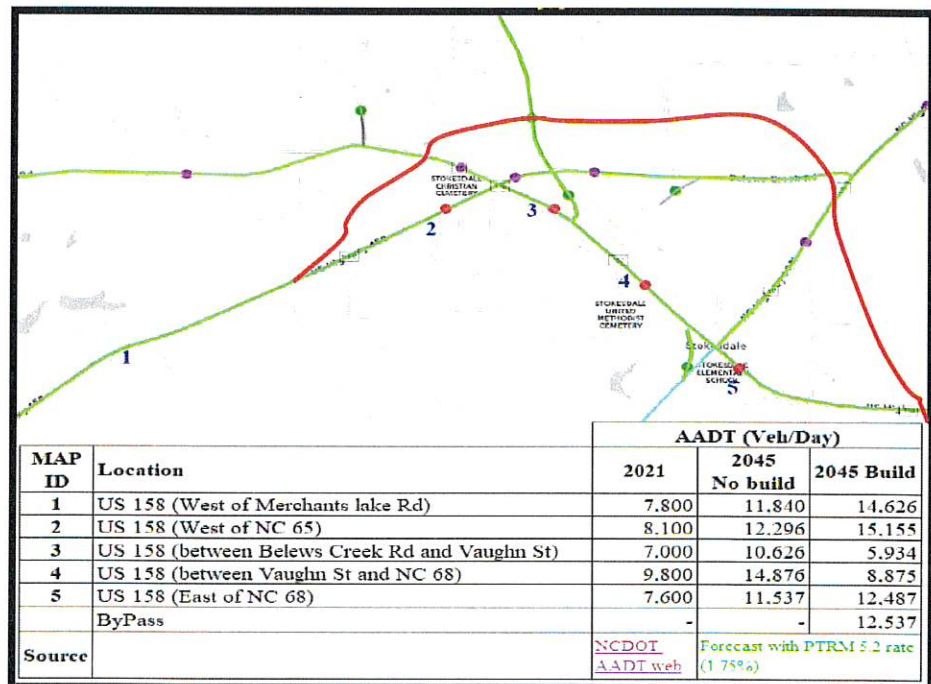 STOKESDALE
CHRISTIAN
CEMETERY
2
3
4
STOKESDALE
UNITED
METHODIST
CEMETERY
1
Stokesdale
STOKESDALE
ELEMENTARY
SCHOOL
5
AADT (Veh/Day)
MAP ID Location 2021 2045 No build 2045 Build
1 US 158 (West of Merchants lake Rd) 7.800 11.840 14.626
2 US 158 (West of NC 65) 8.100 12.296 15.155
3 US 158 (between Belews Creek Rd and Vaughn St) 7.000 10.626 5.934
4 US 158 (between Vaughn St and NC 68) 9.800 14.876 8.875
5 US 158 (East of NC 68) 7.600 11.537 12.487
ByPass - - 12.537
Source NCDOT AADT web Forecast with PTRM 5.2 rate (1.75%)